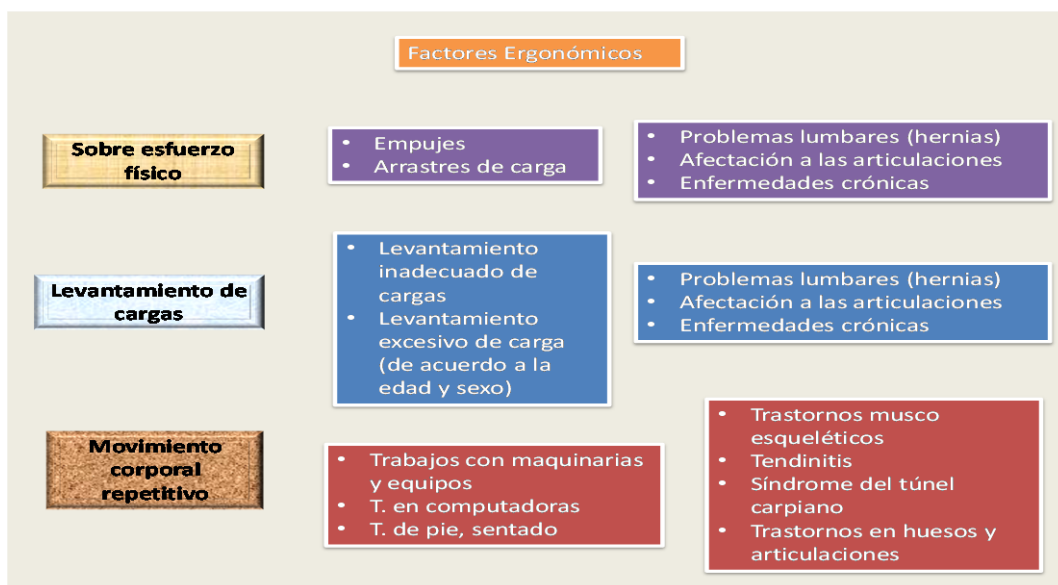 Factores Ergonómicos
Sobre esfuerzo
físico
• Empujes
• Arrastres de carga
• Problemas lumbares (hernias)
• Afectación a las articulaciones
• Enfermedades crónicas
Levantamiento de
cargas
• Levantamiento
inadecuado de
cargas
• Levantamiento
excesivo de carga
(de acuerdo a la
edad y sexo)
• Problemas lumbares (hernias)
• Afectación a las articulaciones
• Enfermedades crónicas
Movimiento
corporal
repetitivo
• Trabajos con maquinarias
y equipos
• T. en computadoras
• T. de pie, sentado
• Trastornos musco
esqueléticos
• Tendinitis
• Síndrome del túnel
carpiano
• Trastornos en huesos y
articulaciones